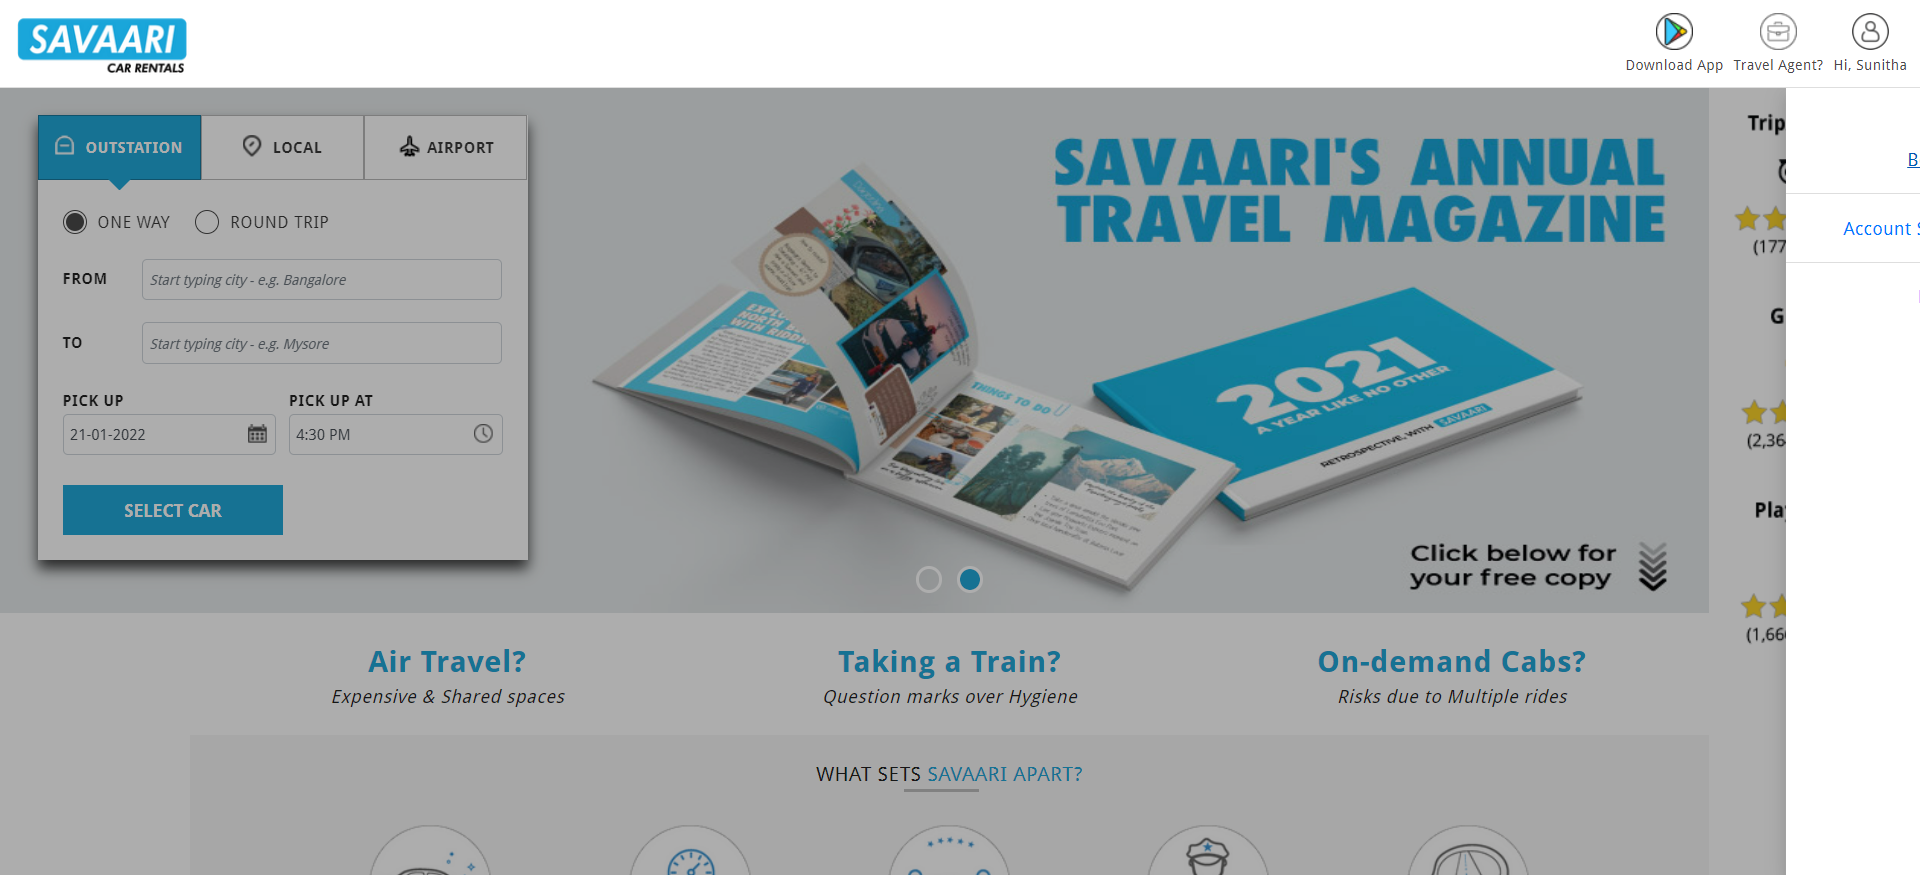 SAVAARI
CAR RENTALS
Download App
Travel Agent?
Hi, Sunitha
OUTSTATION
LOCAL
AIRPORT
ONE WAY
ROUND TRIP
FROM
Start typing city - e.g. Bangalore
TO
Start typing city - e.g. Mysore
PICK UP
PICK UP AT
21-01-2022
4:30 PM
SELECT CAR
SAVAARI'S ANNUAL
TRAVEL MAGAZINE
THINGS TO DO
2021
A YEAR LIKE NO OTHER
RETROSPECTIVE, WITH SAVAARI
Click below for
your free copy
Trip
(177
(2,36
Pla
(1,66
Account S
Air Travel?
Expensive & Shared spaces
Taking a Train?
Question marks over Hygiene
On-demand Cabs?
Risks due to Multiple rides
WHAT SETS SAVAARI APART?